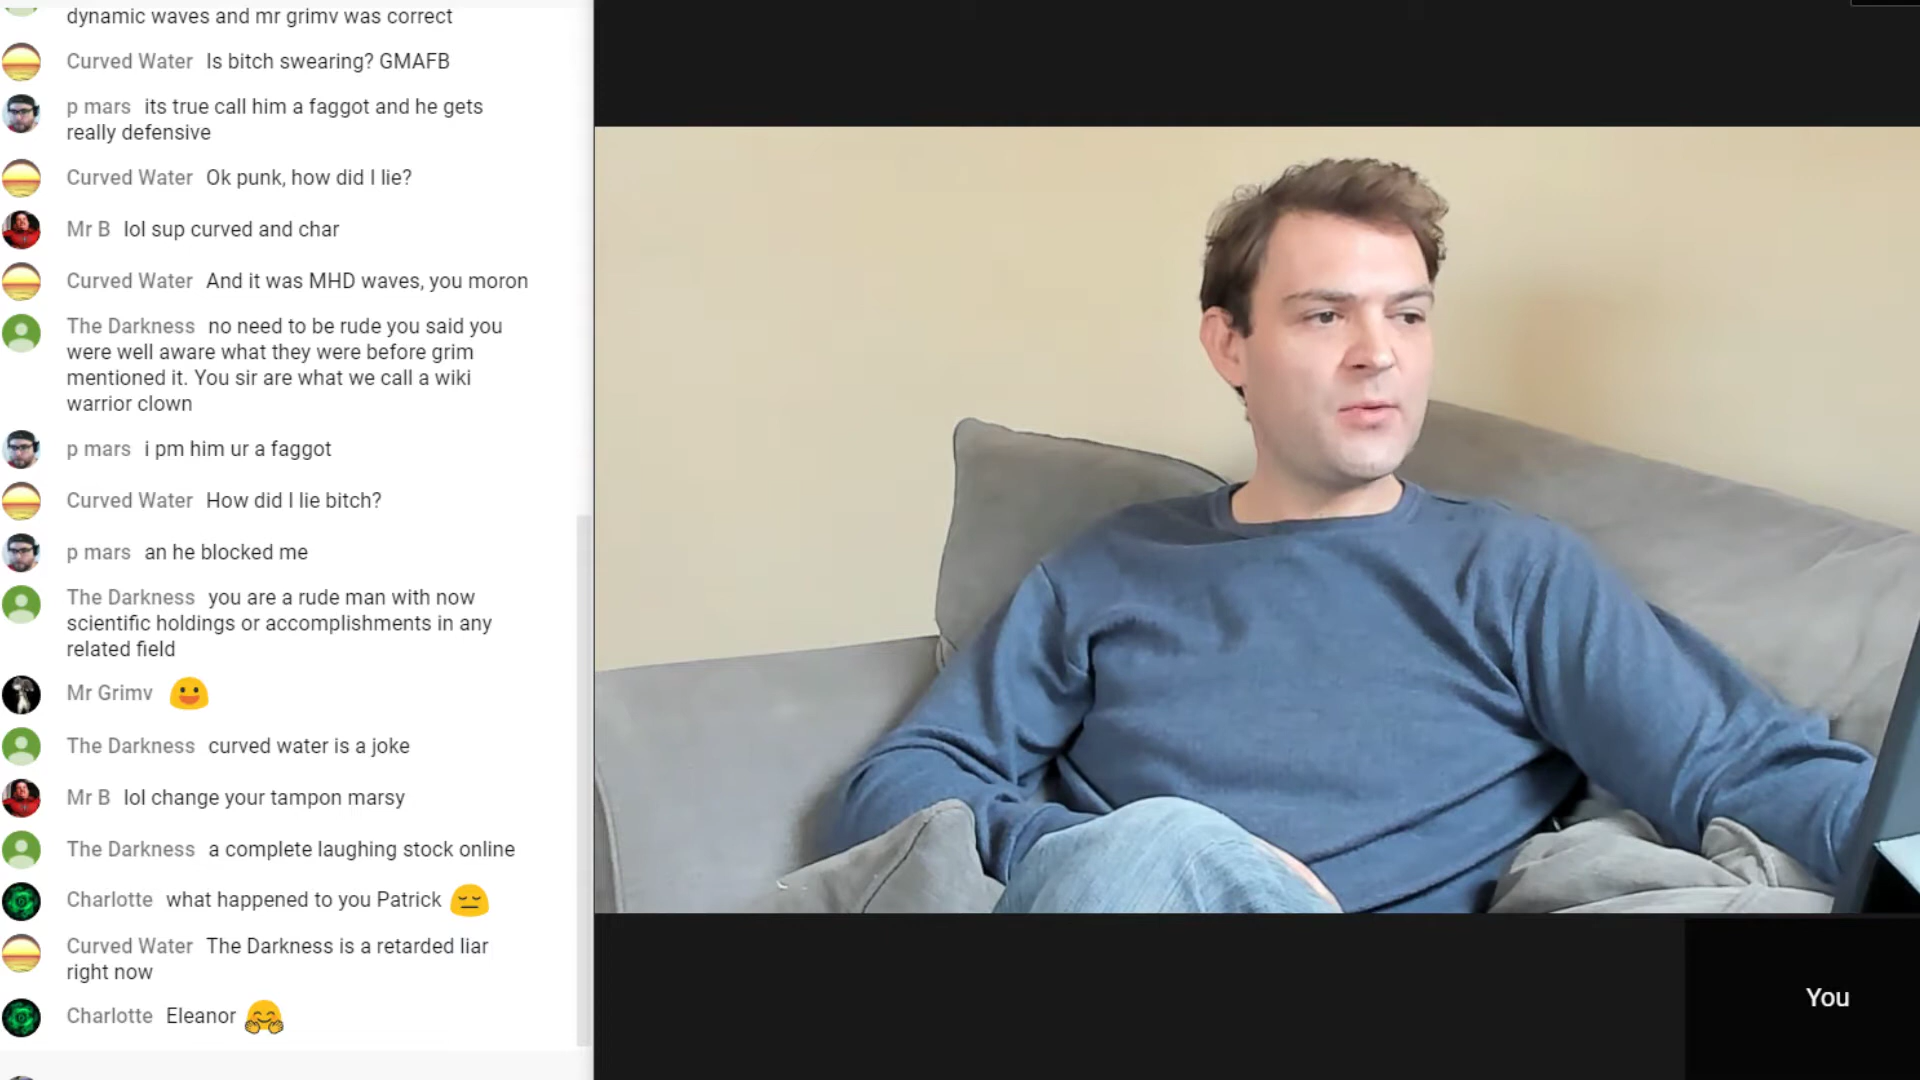 dynamic waves and mr grimv was correct
Curved Water Is bitch swearing? GMAFB
p mars its true call him a faggot and he gets
really defensive
Curved Water Ok punk, how did I lie?
Mr B lol sup curved and char
Curved Water And it was MHD waves, you moron
The Darkness no need to be rude you said you
were well aware what they were before grim
mentioned it. You sir are what we call a wiki
warrior clown
p mars i pm him ur a faggot
Curved Water How did I lie bitch?
p mars an he blocked me
The Darkness you are a rude man with now
scientific holdings or accomplishments in any
related field
Mr Grimv 😀
The Darkness curved water is a joke
Mr B lol change your tampon marsy
The Darkness a complete laughing stock online
Charlotte what happened to you Patrick 😑
Curved Water The Darkness is a retarded liar
right now
Charlotte Eleanor 🤗
You